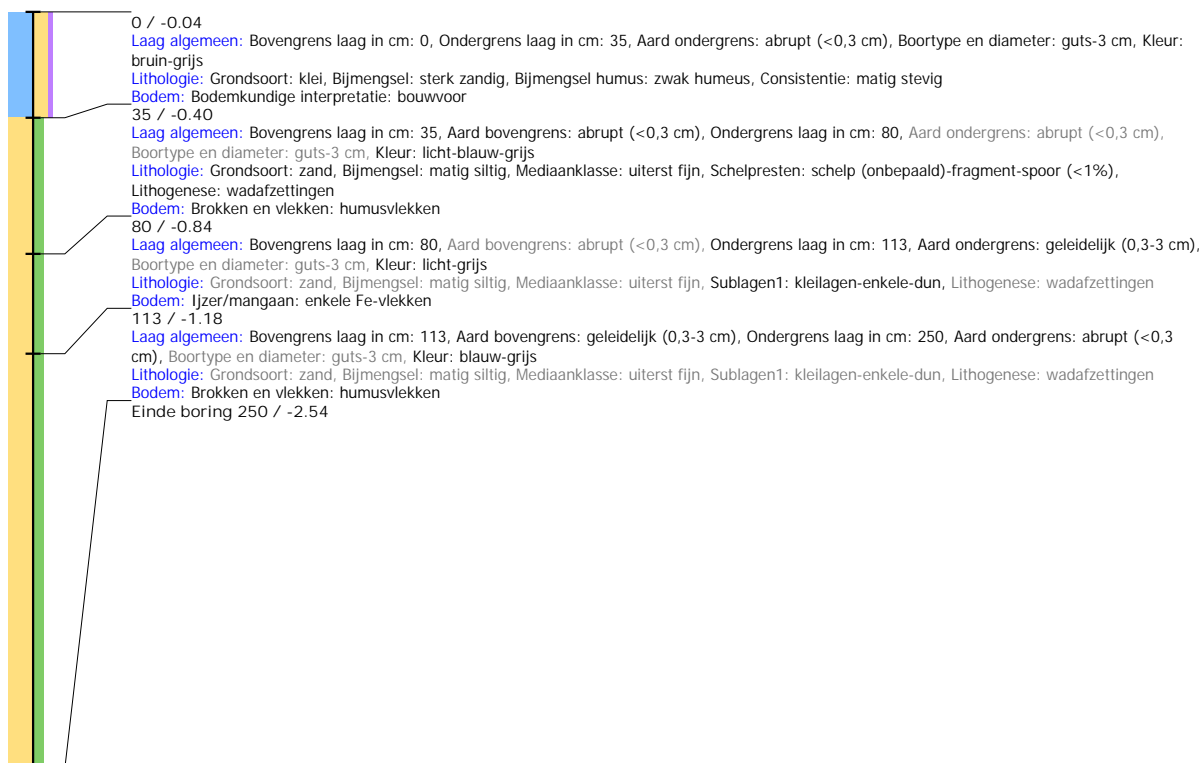 0 / -0.04
Laag algemeen: Bovengrens laag in cm: 0, Ondergrens laag in cm: 35, Aard ondergrens: abrupt (<0,3 cm), Boortype en diameter: guts-3 cm, Kleur:
bruin-grijs
Lithologie: Grondsoort: klei, Bijmengsel: sterk zandig, Bijmengsel humus: zwak humeus, Consistentie: matig stevig
Bodem: Bodemkundige interpretatie: bouwvoor
35 / -0.40
Laag algemeen: Bovengrens laag in cm: 35, Aard bovengrens: abrupt (<0,3 cm), Ondergrens laag in cm: 80, Aard ondergrens: abrupt (<0,3 cm),
Boortype en diameter: guts-3 cm, Kleur: licht-blauw-grijs
Lithologie: Grondsoort: zand, Bijmengsel: matig siltig, Mediaanklasse: uiterst fijn, Schelpresten: schelp (onbepaald)-fragment-spoor (<1%),
Lithogenese: wadafzettingen
Bodem: Brokken en vlekken: humusvlekken
80 / -0.84
Laag algemeen: Bovengrens laag in cm: 80, Aard bovengrens: abrupt (<0,3 cm), Ondergrens laag in cm: 113, Aard ondergrens: geleidelijk (0,3-3 cm),
Boortype en diameter: guts-3 cm, Kleur: licht-grijs
Lithologie: Grondsoort: zand, Bijmengsel: matig siltig, Mediaanklasse: uiterst fijn, Sublagen1: kleilagen-enkele-dun, Lithogenese: wadafzettingen
Bodem: Ijzer/mangaan: enkele Fe-vlekken
113 / -1.18
Laag algemeen: Bovengrens laag in cm: 113, Aard bovengrens: geleidelijk (0,3-3 cm), Ondergrens laag in cm: 250, Aard ondergrens: abrupt (<0,3
cm), Boortype en diameter: guts-3 cm, Kleur: blauw-grijs
Lithologie: Grondsoort: zand, Bijmengsel: matig siltig, Mediaanklasse: uiterst fijn, Sublagen1: kleilagen-enkele-dun, Lithogenese: wadafzettingen
Bodem: Brokken en vlekken: humusvlekken
Einde boring 250 / -2.54